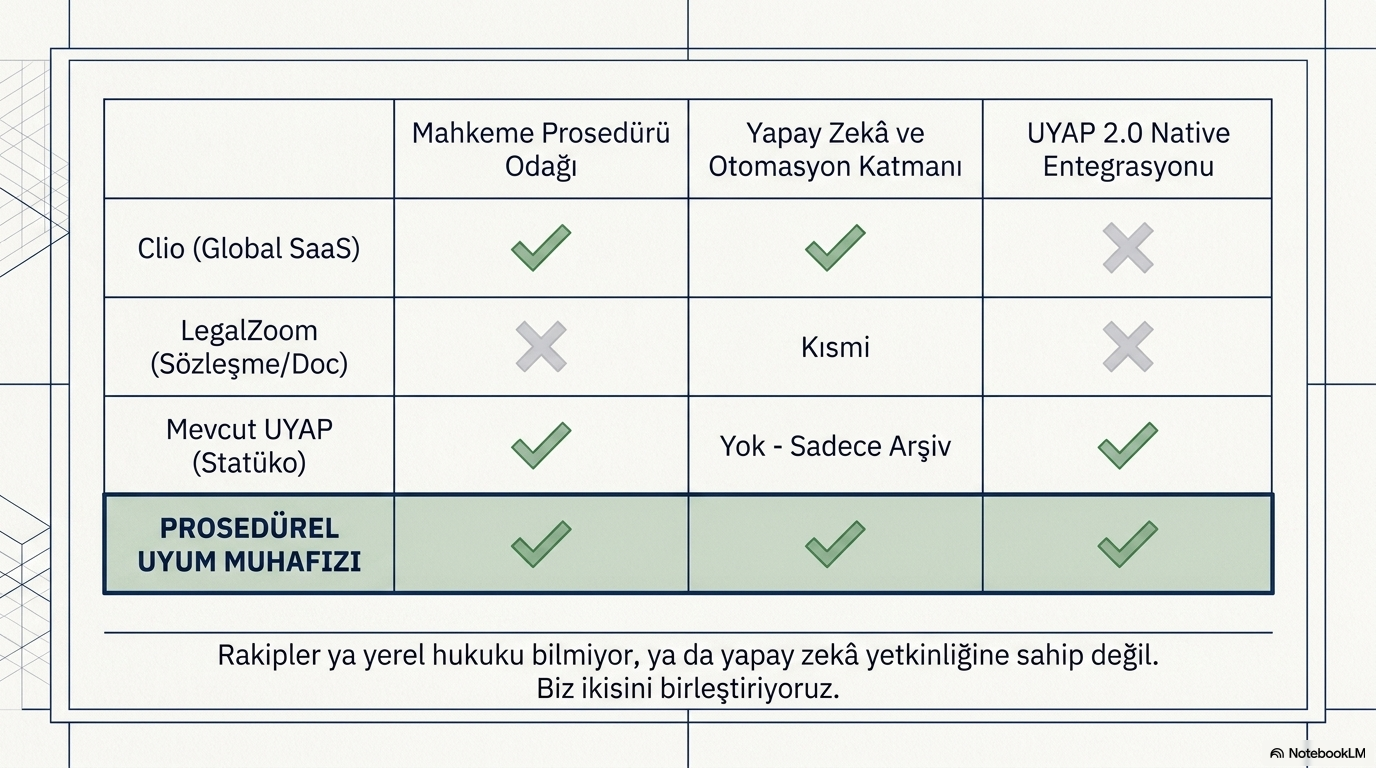 Mahkeme Prosedürü
Odağı
Yapay Zekâ ve
Otomasyon Katmanı
UYAP 2.0 Native
Entegrasyonu
Clio (Global SaaS)
LegalZoom
(Sözleşme/Doc)
Kısmi
Mevcut UYAP
(Statüko)
Yok - Sadece Arşiv
PROSEDÜREL
UYUM MUHAFIZI
Rakipler ya yerel hukuku bilmiyor, ya da yapay zekâ yetkinliğine sahip değil.
Biz ikisini birleştiriyoruz.
NotebookLM